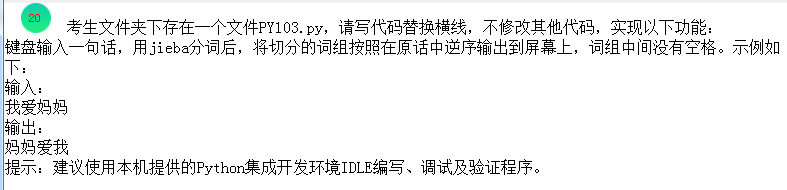 20 考生文件夹下存在一个文件PY103.py，请写代码替换横线，不修改其他代码，实现以下功能：
键盘输入一句话，用jieba分词后，将切分的词组按照在原话中逆序输出到屏幕上，词组中间没有空格。示例如
下：
输入：
我爱妈妈
输出：
妈妈爱我
提示：建议使用本机提供的Python集成开发环境IDLE编写、调试及验证程序。